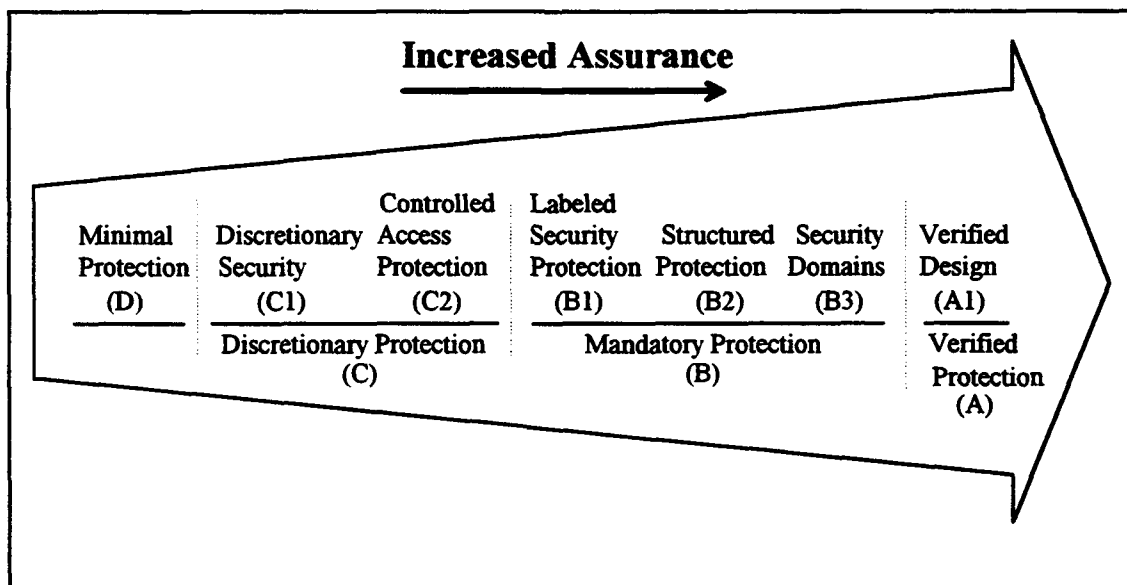 Increased Assurance
Minimal
Protection
(D)
Discretionary
Security
(C1)
Controlled
Access
Protection
(C2)
Discretionary Protection
(C)
Labeled
Security
Protection
(B1)
Structured
Protection
(B2)
Security
Domains
(B3)
Mandatory Protection
(B)
Verified
Design
(A1)
Verified
Protection
(A)